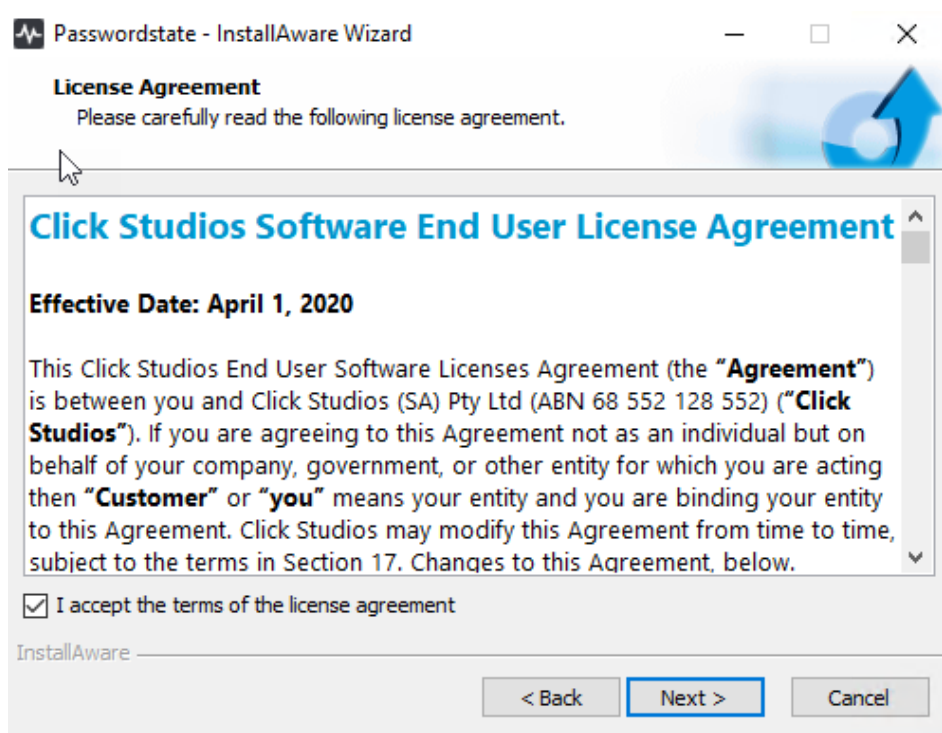 Passwordstate - InstallAware Wizard
License Agreement
Please carefully read the following license agreement.
Click Studios Software End User License Agreement
Effective Date: April 1, 2020
This Click Studios End User Software Licenses Agreement (the “Agreement”)
is between you and Click Studios (SA) Pty Ltd (ABN 68 552 128 552) (“Click
Studios”). If you are agreeing to this Agreement not as an individual but on
behalf of your company, government, or other entity for which you are acting
then “Customer” or “you” means your entity and you are binding your entity
to this Agreement. Click Studios may modify this Agreement from time to time,
subject to the terms in Section 17. Changes to this Agreement, below.
I accept the terms of the license agreement
InstallAware
< Back Next > Cancel